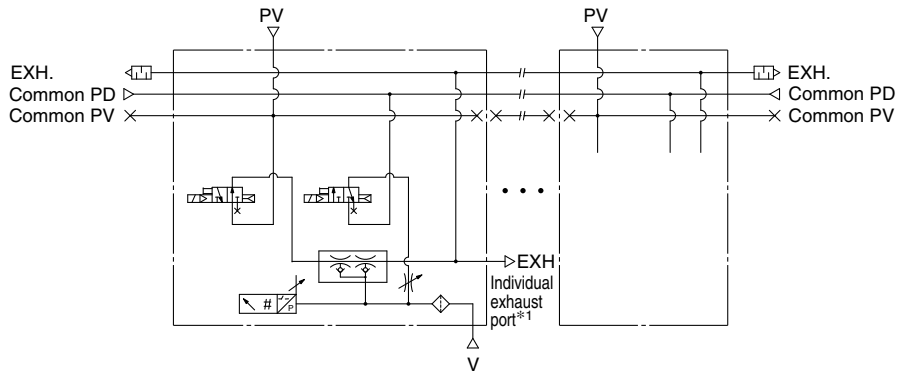 PV
PV
EXH.
EXH.
Common PD
Common PD
Common PV
Common PV
EXH
Individual
exhaust
port*1
#
P
V